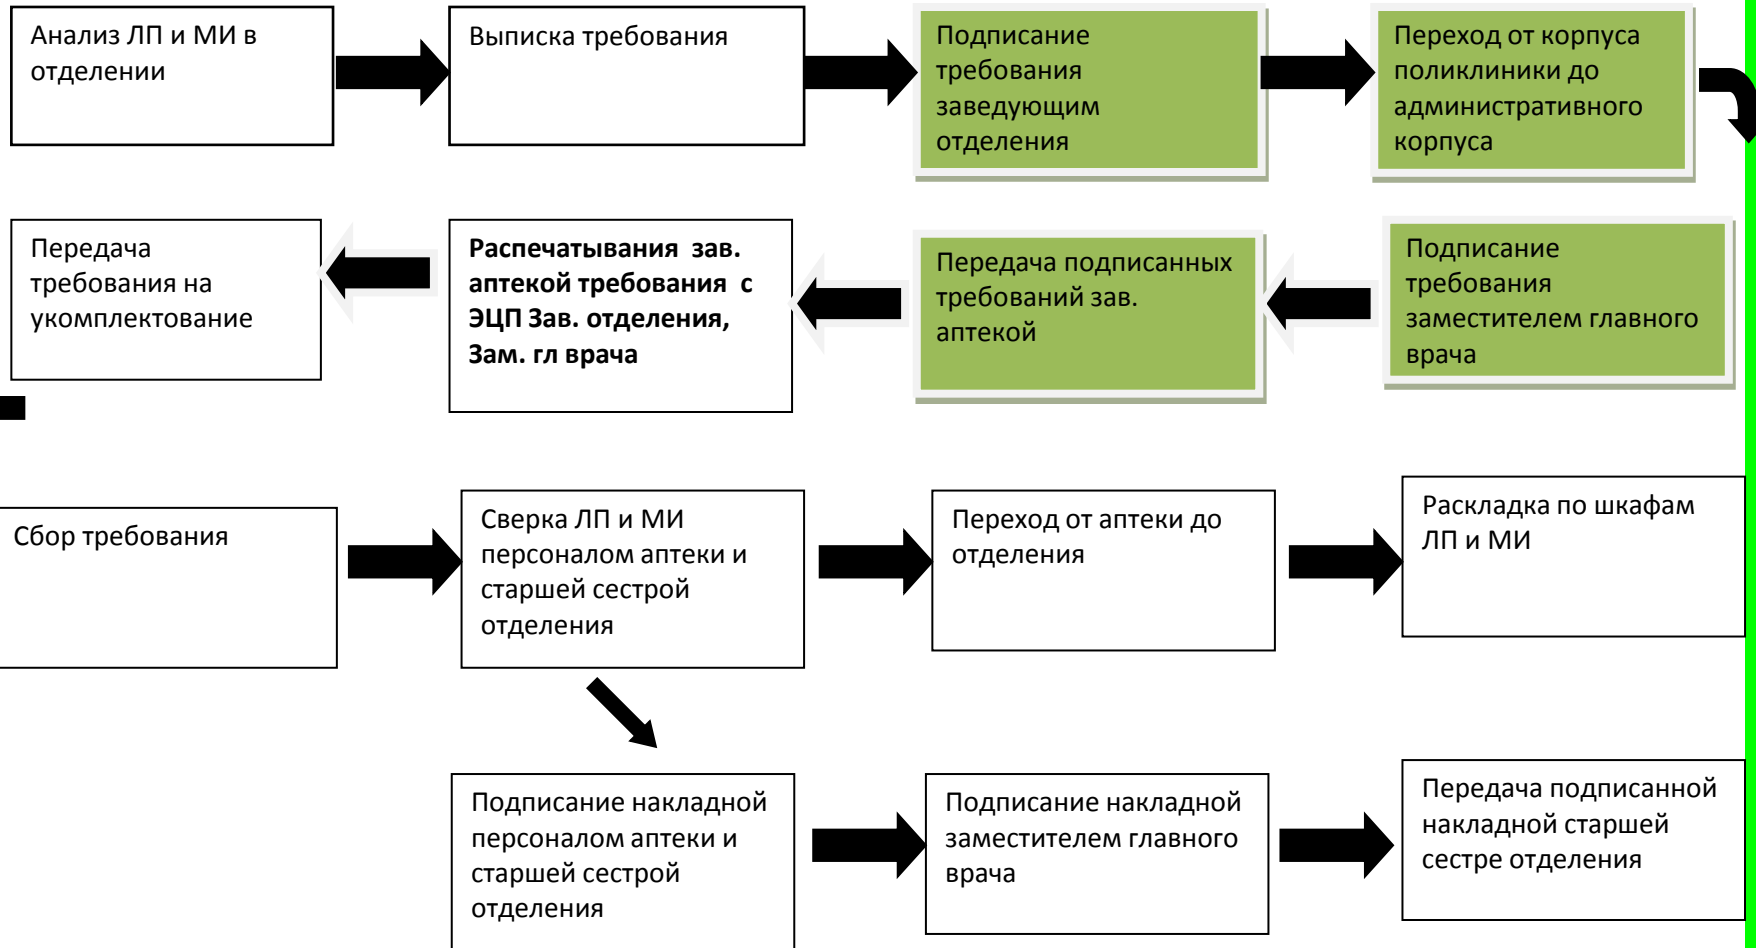 Анализ ЛП и МИ в
отделении
Выписка требования
Подписание
требования
заведующим
отделения
Переход от корпуса
поликлиники до
административного
корпуса
Передача
требования на
укомплектование
Распечатывания зав.
аптекой требования с
ЭЦП Зав. отделения,
Зам. гл врача
Передача подписанных
требований зав.
аптекой
Подписание
требования
заместителем главного
врача
Сбор требования
Сверка ЛП и МИ
персоналом аптеки и
старшей сестрой
отделения
Переход от аптеки до
отделения
Раскладка по шкафам
ЛП и МИ
Подписание накладной
персоналом аптеки и
старшей сестрой
отделения
Подписание накладной
заместителем главного
врача
Передача подписанной
накладной старшей
сестре отделения